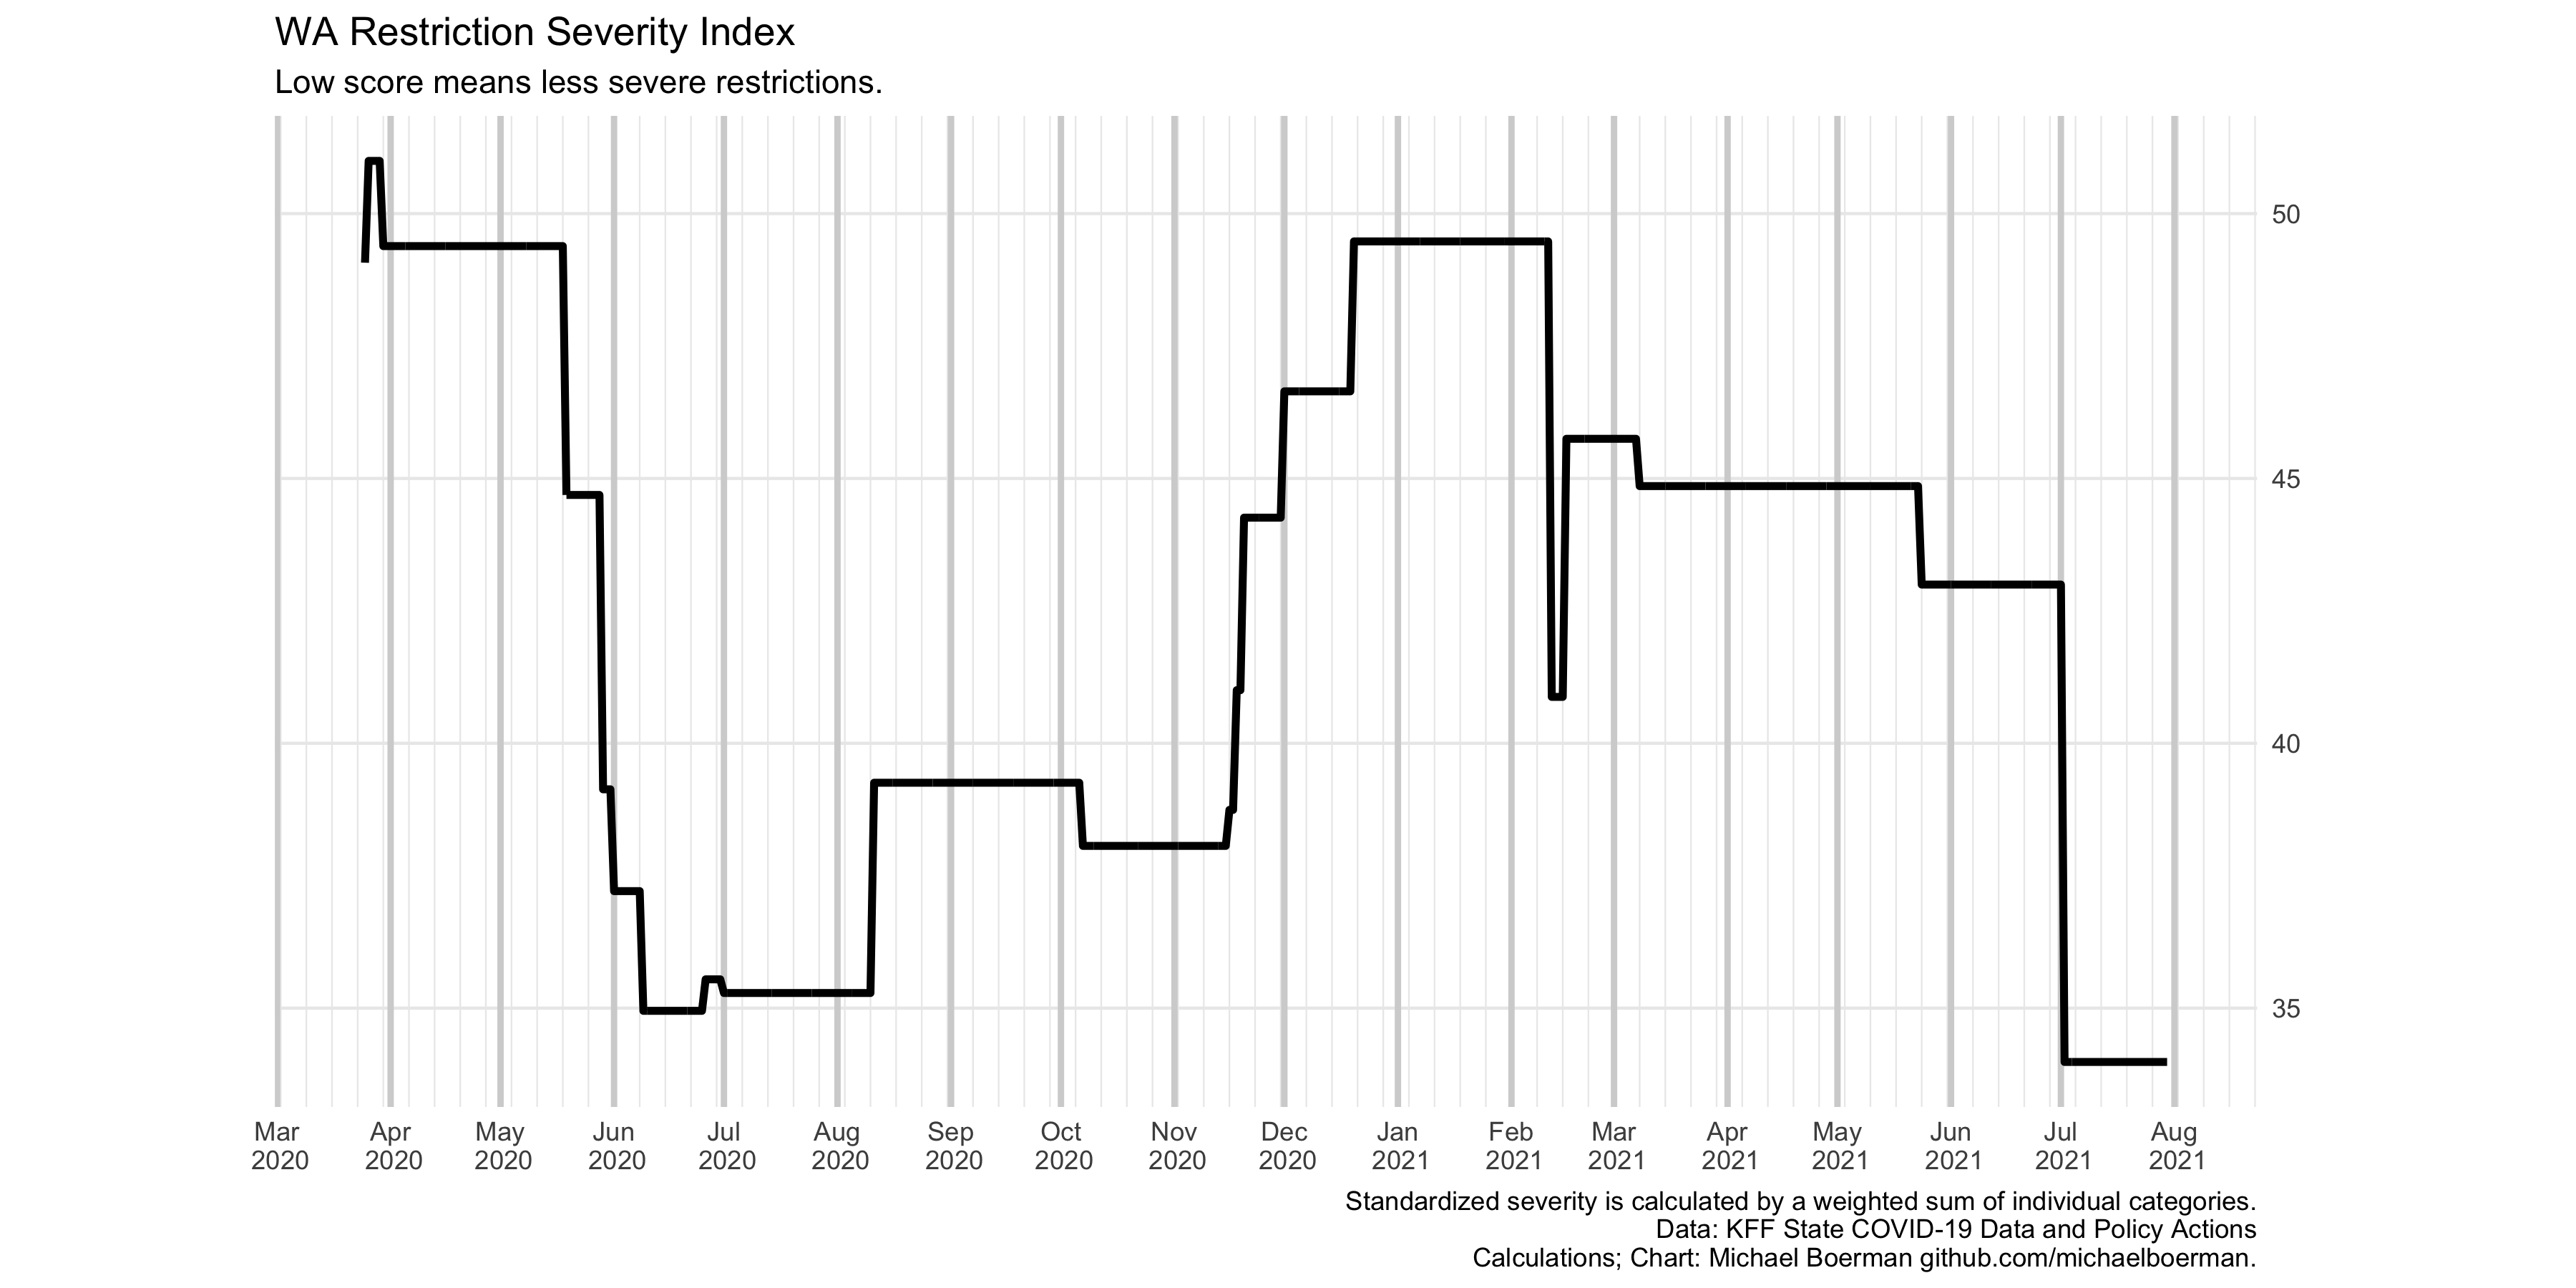 WA Restriction Severity Index
Low score means less severe restrictions.
50
45
40
35
Mar Apr May Jun Jul Aug Sep Oct Nov Dec Jan Feb Mar Apr May Jun Jul Aug
2020 2020 2020 2020 2020 2020 2020 2020 2020 2020 2021 2021 2021 2021 2021 2021 2021 2021
Standardized severity is calculated by a weighted sum of individual categories.
Data: KFF State COVID-19 Data and Policy Actions
Calculations; Chart: Michael Boerman github.com/michaelboerman.